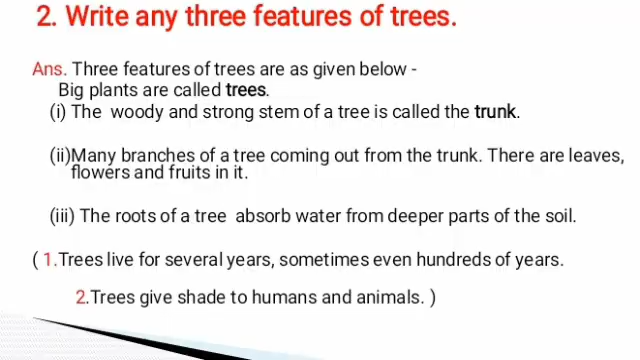 2. Write any three features of trees.
Ans. Three features of trees are as given below -
Big plants are called trees.
(i) The woody and strong stem of a tree is called the trunk.
(ii)Many branches of a tree coming out from the trunk. There are leaves,
flowers and fruits in it.
(iii) The roots of a tree absorb water from deeper parts of the soil.
( 1.Trees live for several years, sometimes even hundreds of years.
2.Trees give shade to humans and animals. )